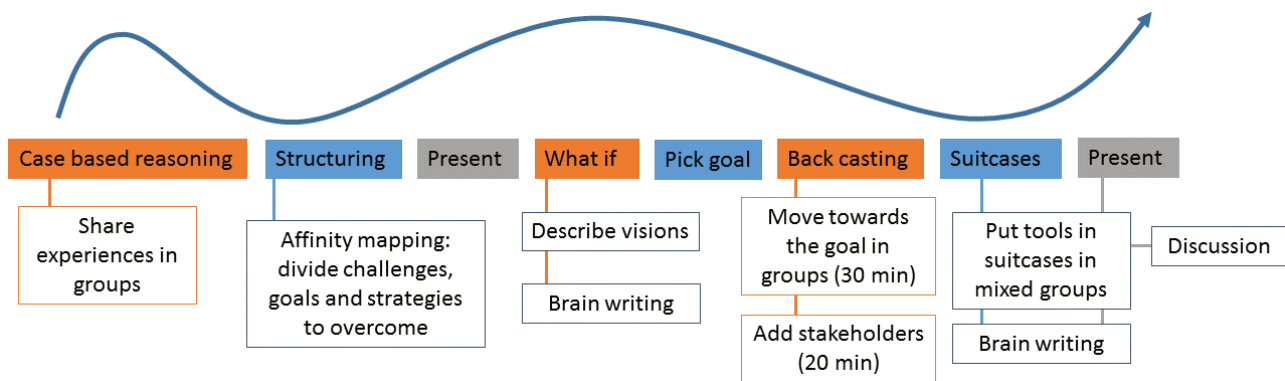 Case based reasoning
Structuring
Present
What if
Pick goal
Back casting
Suitcases
Present
Share
experiences in
groups
Affinity mapping:
divide challenges,
goals and strategies
to overcome
Describe visions
Brain writing
Move towards
the goal in
groups (30 min)
Add stakeholders
(20 min)
Put tools in
suitcases in
mixed groups
Brain writing
Discussion